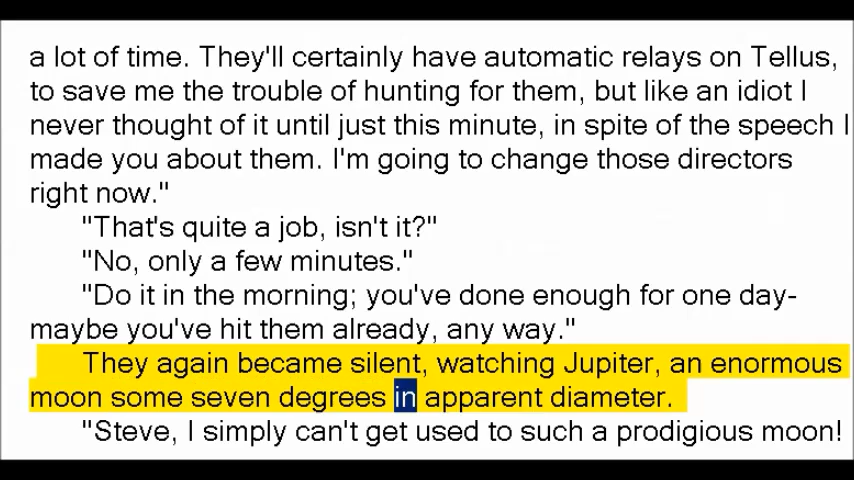 a lot of time. They'll certainly have automatic relays on Tellus,
to save me the trouble of hunting for them, but like an idiot I
never thought of it until just this minute, in spite of the speech I
made you about them. I'm going to change those directors
right now."
"That's quite a job, isn't it?"
"No, only a few minutes."
"Do it in the morning; you've done enough for one day-
maybe you've hit them already, any way."
They again became silent, watching Jupiter, an enormous
moon some seven degrees in apparent diameter.
"Steve, I simply can't get used to such a prodigious moon!